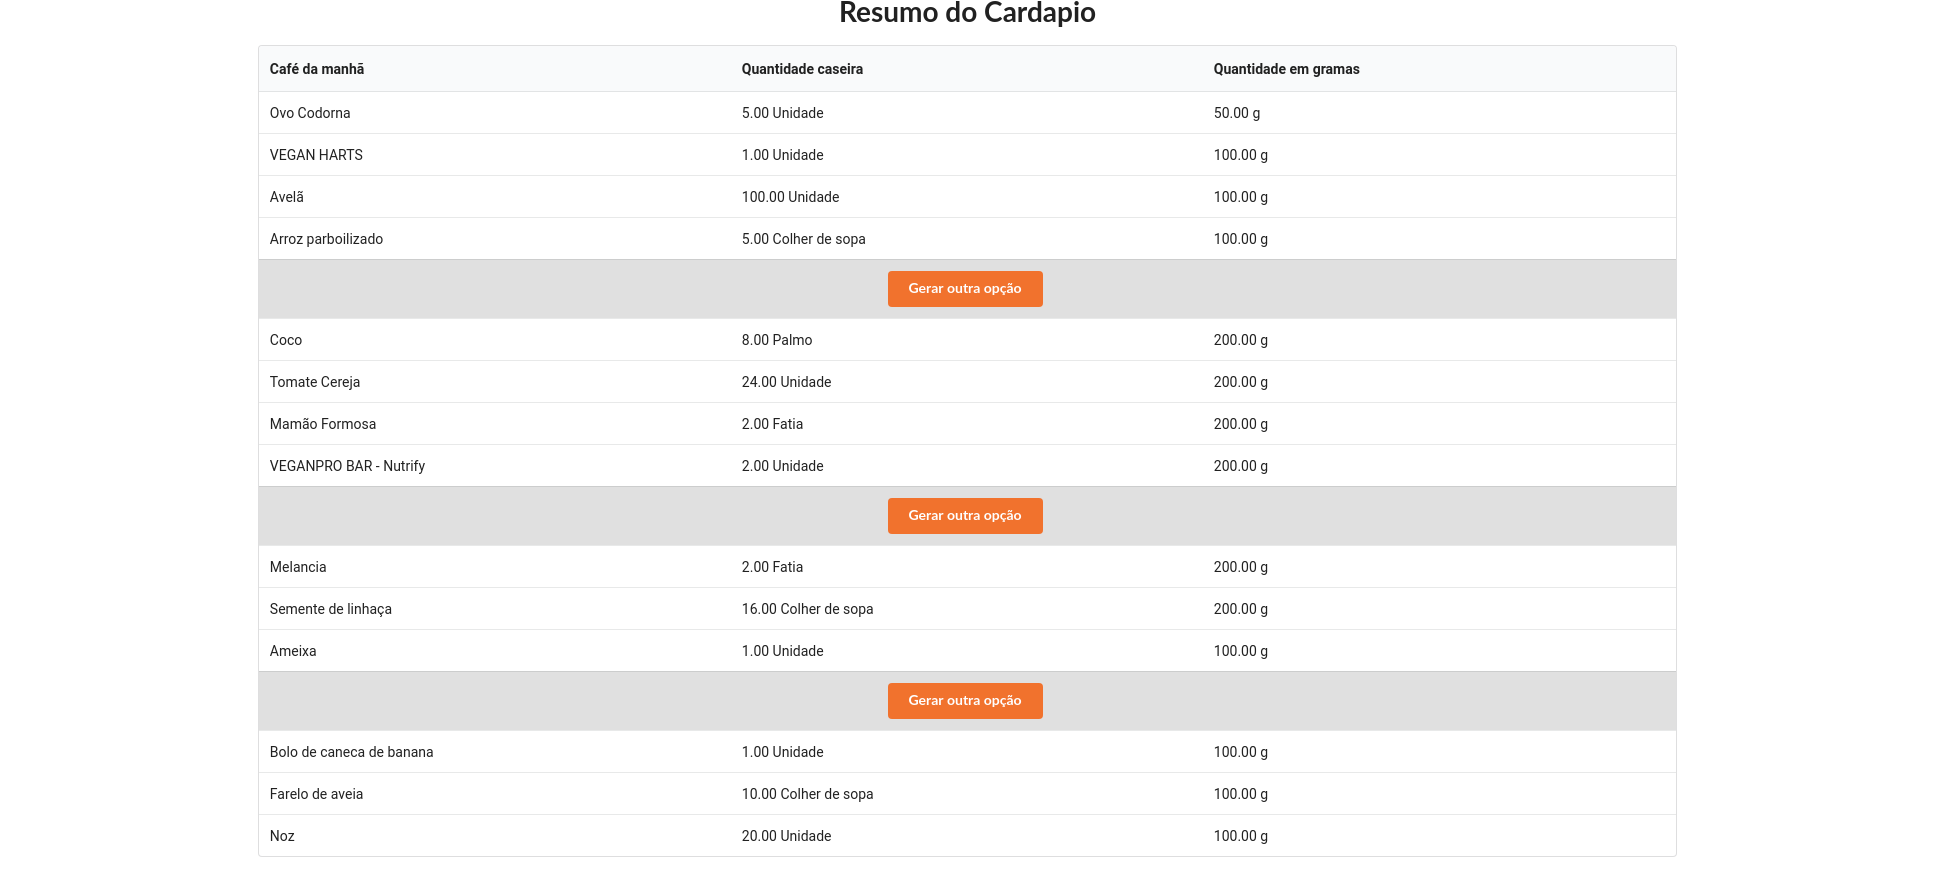 Resumo do Cardapio
Café da manhã Quantidade caseira Quantidade em gramas
Ovo Codorna 5.00 Unidade 50.00 g
VEGAN HARTS 1.00 Unidade 100.00 g
Avelã 100.00 Unidade 100.00 g
Arroz parboilizado 5.00 Colher de sopa 100.00 g
Gerar outra opção
Coco 8.00 Palmo 200.00 g
Tomate Cereja 24.00 Unidade 200.00 g
Mamão Formosa 2.00 Fatia 200.00 g
VEGANPRO BAR - Nutrify 2.00 Unidade 200.00 g
Gerar outra opção
Melancia 2.00 Fatia 200.00 g
Semente de linhaça 16.00 Colher de sopa 200.00 g
Ameixa 1.00 Unidade 100.00 g
Gerar outra opção
Bolo de caneca de banana 1.00 Unidade 100.00 g
Farelo de aveia 10.00 Colher de sopa 100.00 g
Noz 20.00 Unidade 100.00 g